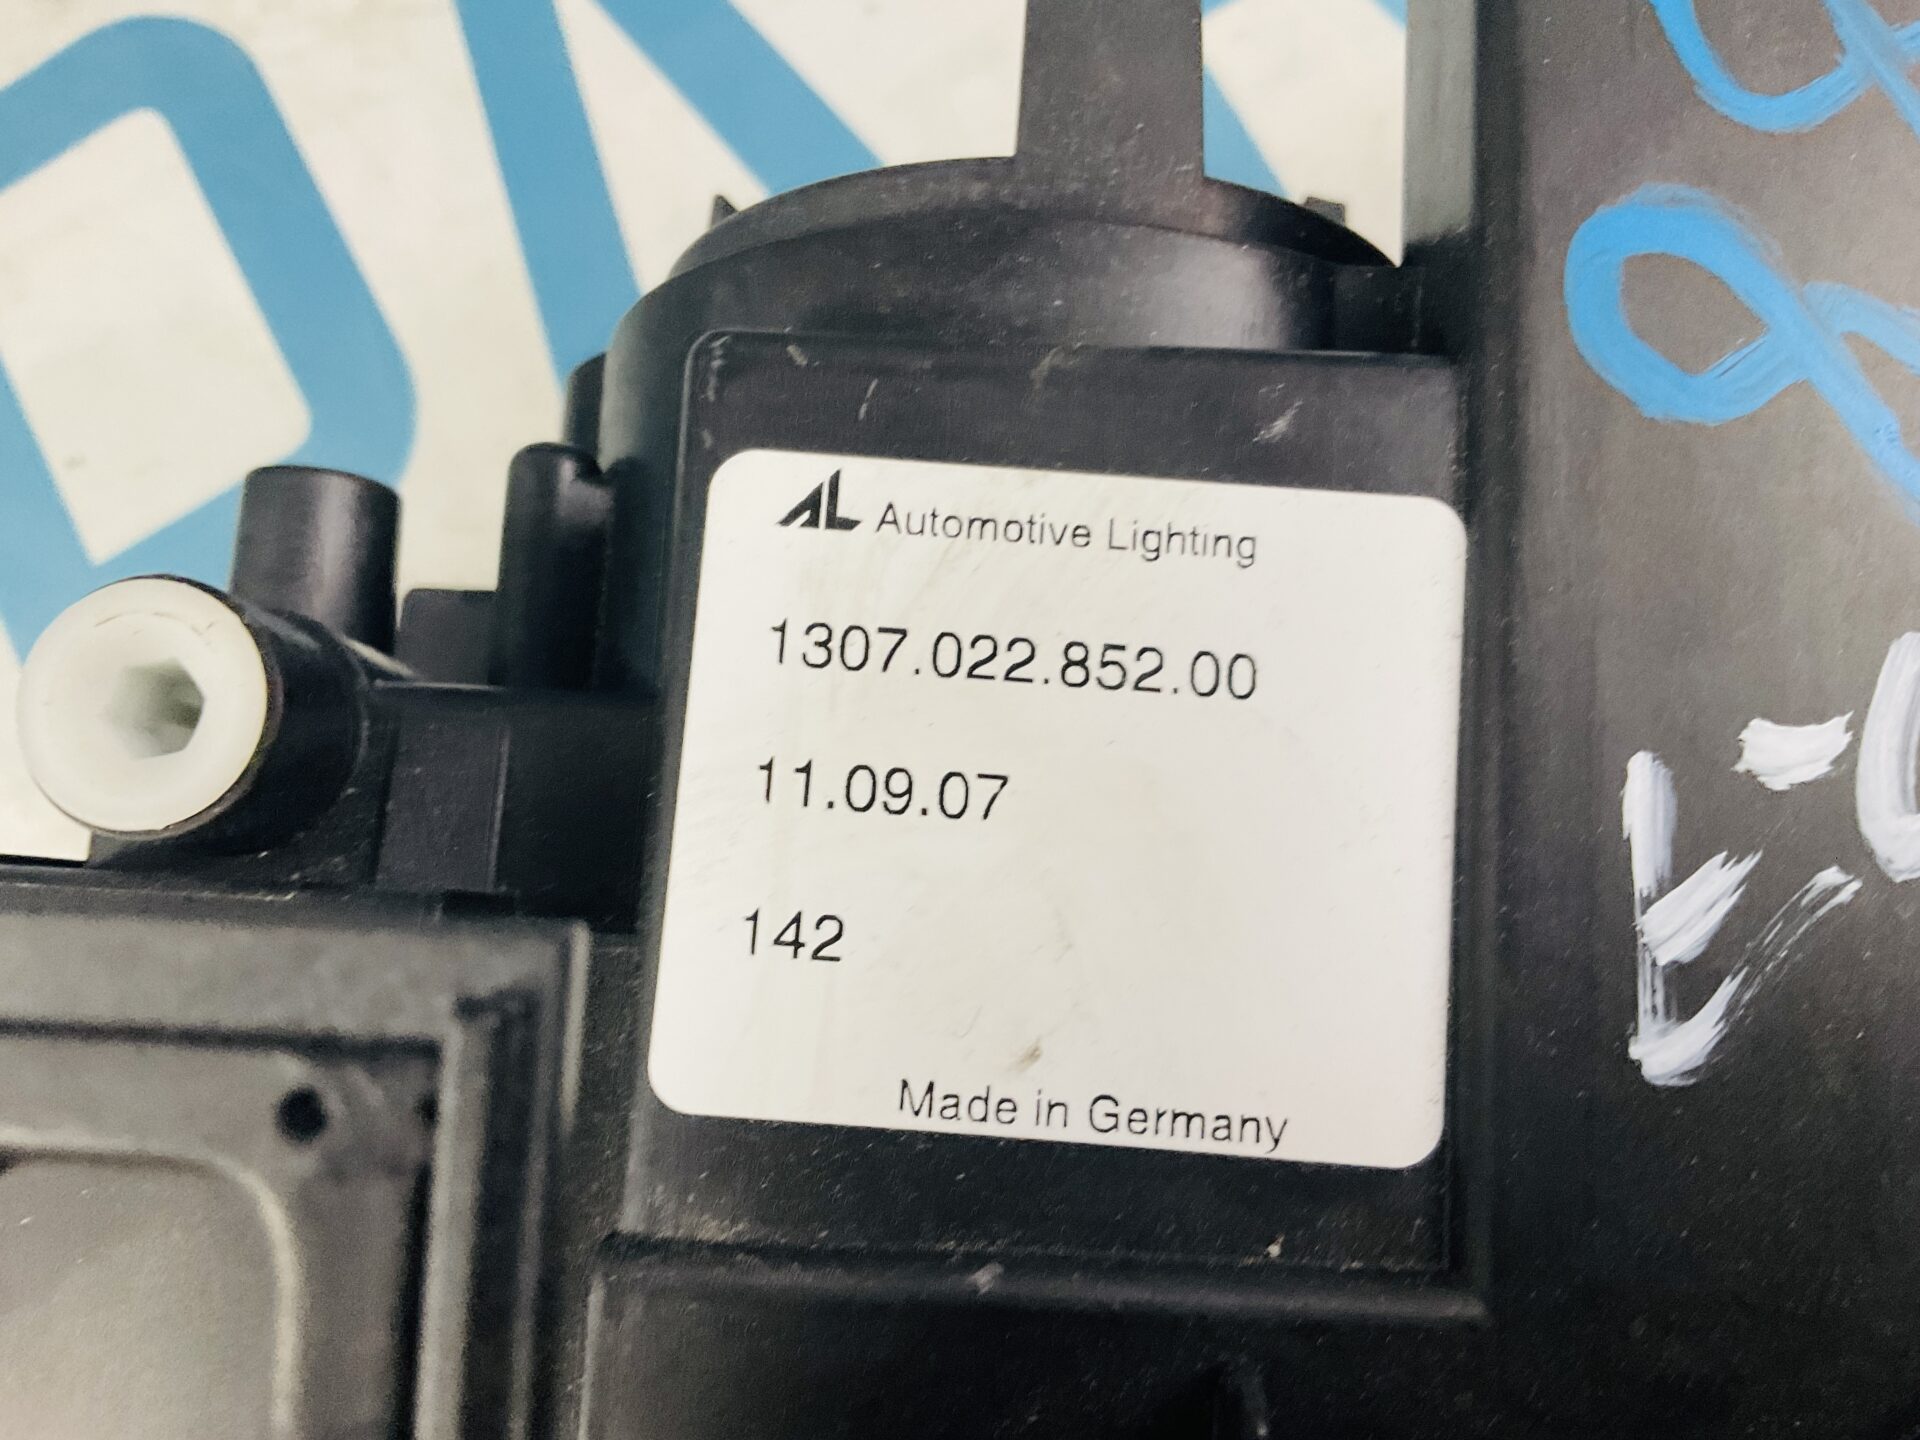 AL Automotive Lighting
1307.022.852.00
11.09.07
142
Made in Germany